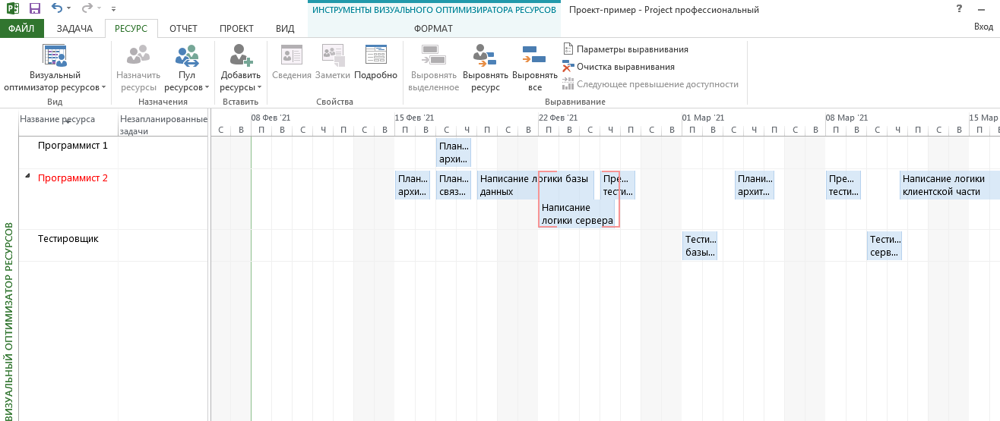 ИНСТРУМЕНТЫ ВИЗУАЛЬНОГО ОПТИМИЗИРАТОРА РЕСУРСОВ
Проект-пример - Project профессиональный
?
ФАЙЛ ЗАДАЧА РЕСУРС ОТЧЕТ ПРОЕКТ ВИД ФОРМАТ Вход
Визуальный
оптимизатор ресурсов
Вид
Назначить
ресурсы
Пул
ресурсов
Назначения
Добавить
ресурсы
Вставить
Сведения Заметки Подробно
Свойства
Выровнять
выделенное
Выровнять
ресурс
Выровнять
все
Параметры выравнивания
Очистка выравнивания
Следующее превышение доступности
Выравнивание
Название ресурса
Незапланированные
задачи
08 Фев '21 15 Фев '21 22 Фев '21 01 Мар '21 08 Мар '21 15 Мар
С В П В С Ч П С В П В С Ч П С В П В С Ч П С В П В С Ч П С В П В С Ч П С В П В
Программист 1
План...
архи...
Программист 2
План...
архи...
План...
связ...
Написание логики базы
данных
Пре...
тести...
Написание
логики сервера
Плани...
архит...
Пре...
тести...
Написание логики
клиентской части
Тестировщик
Тести...
базы...
Тести...
серв...
ВИЗУАЛЬНЫЙ ОПТИМИЗАТОР РЕСУРСОВ